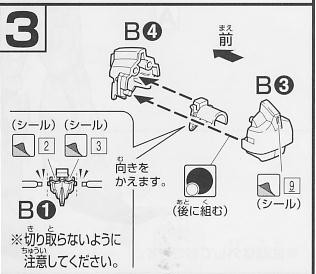 3
B❹
まえ
前
B❸
(シール) (シール)
2 3
む
向きを
かえます。
あと く
(後に組む)
9
(シール)
B❶
き と
※切り取らないように
ちゅうい
注意してください。